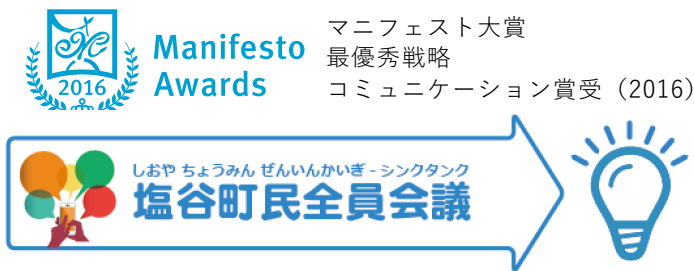 2016
Manifesto
Awards
マニフェスト大賞
最優秀戦略
コミュニケーション賞受（2016）
しおや ちょうみん ぜんいんかいぎ - シンクタンク
塩谷町民全員会議